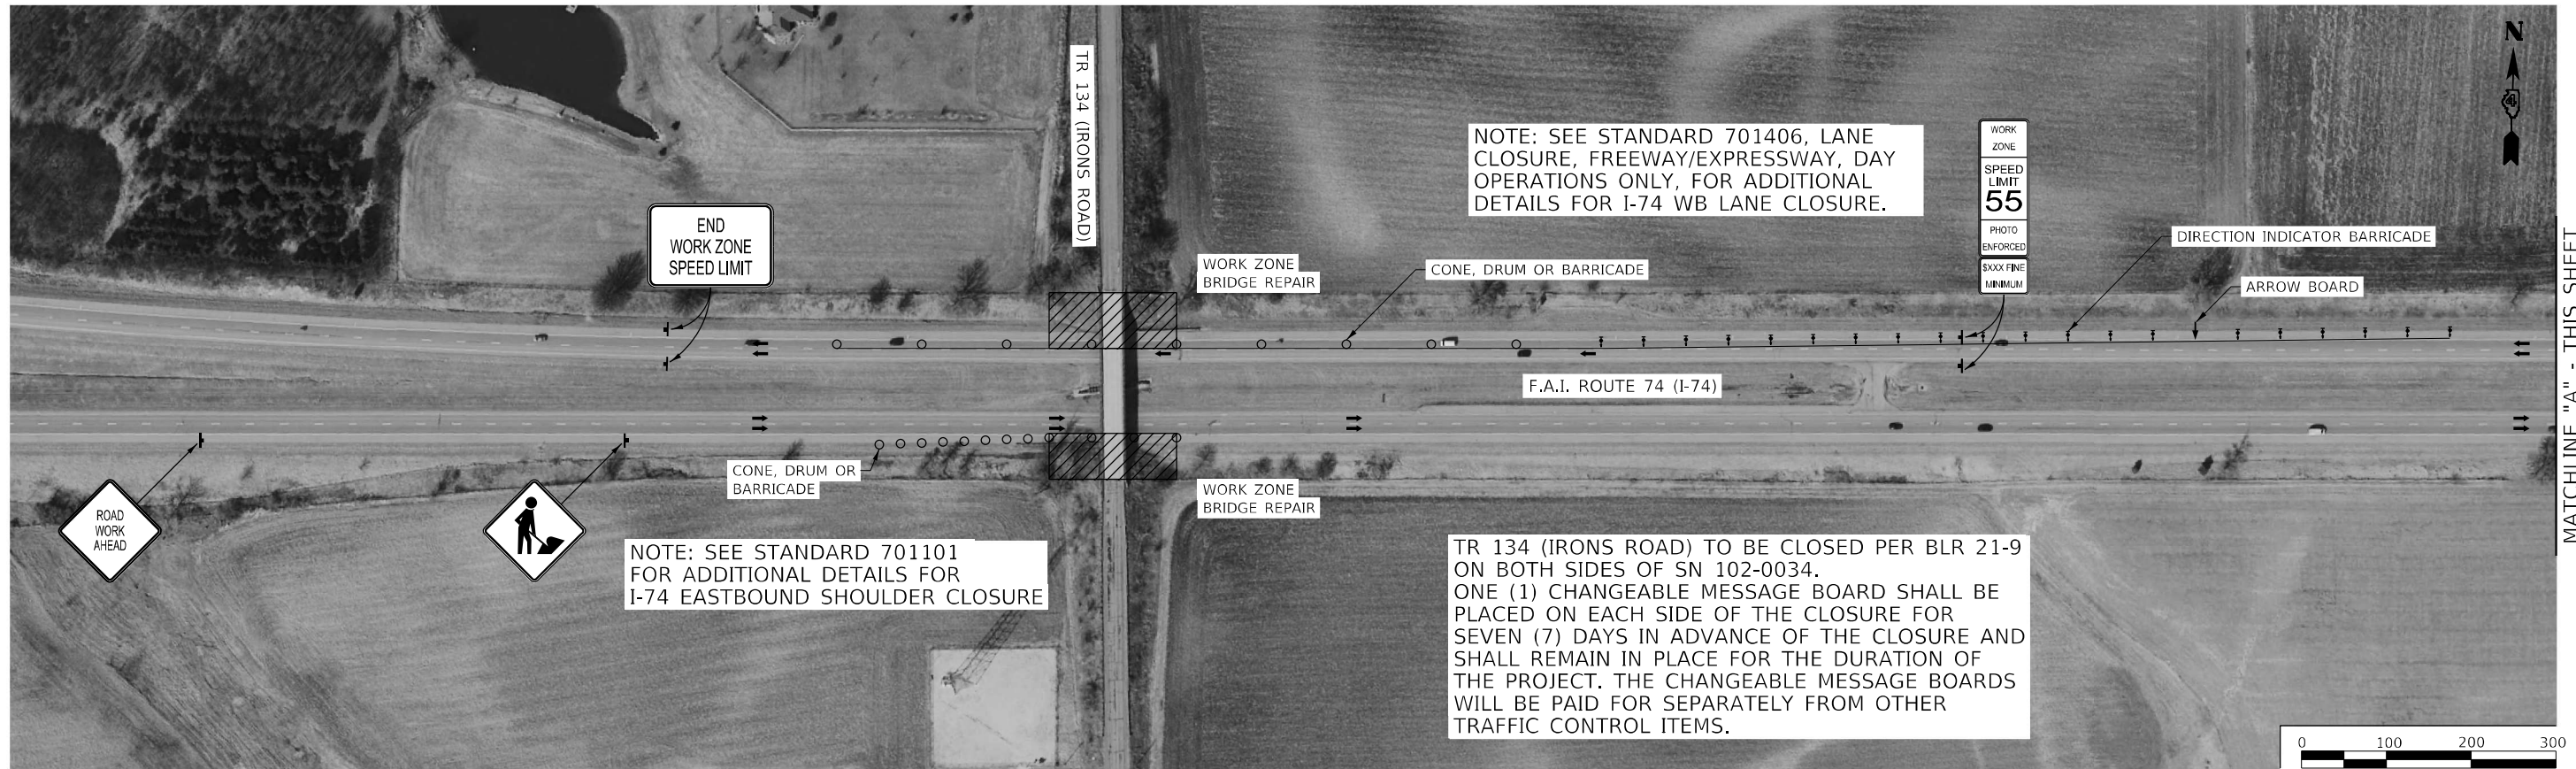 N
4
TR 134 (IRONS ROAD)
NOTE: SEE STANDARD 701406, LANE
CLOSURE, FREEWAY/EXPRESSWAY, DAY
OPERATIONS ONLY, FOR ADDITIONAL
DETAILS FOR I-74 WB LANE CLOSURE.
WORK
ZONE
SPEED
LIMIT
55
PHOTO
ENFORCED
$XXX FINE
MINIMUM
END
WORK ZONE
SPEED LIMIT
WORK ZONE
BRIDGE REPAIR
CONE, DRUM OR BARRICADE
DIRECTION INDICATOR BARRICADE
ARROW BOARD
MATCHLINE "A" - THIS SHEET
F.A.I. ROUTE 74 (I-74)
CONE, DRUM OR
BARRICADE
WORK ZONE
BRIDGE REPAIR
ROAD
WORK
AHEAD
NOTE: SEE STANDARD 701101
FOR ADDITIONAL DETAILS FOR
I-74 EASTBOUND SHOULDER CLOSURE
TR 134 (IRONS ROAD) TO BE CLOSED PER BLR 21-9
ON BOTH SIDES OF SN 102-0034.
ONE (1) CHANGEABLE MESSAGE BOARD SHALL BE
PLACED ON EACH SIDE OF THE CLOSURE FOR
SEVEN (7) DAYS IN ADVANCE OF THE CLOSURE AND
SHALL REMAIN IN PLACE FOR THE DURATION OF
THE PROJECT. THE CHANGEABLE MESSAGE BOARDS
WILL BE PAID FOR SEPARATELY FROM OTHER
TRAFFIC CONTROL ITEMS.
0 100 200 300